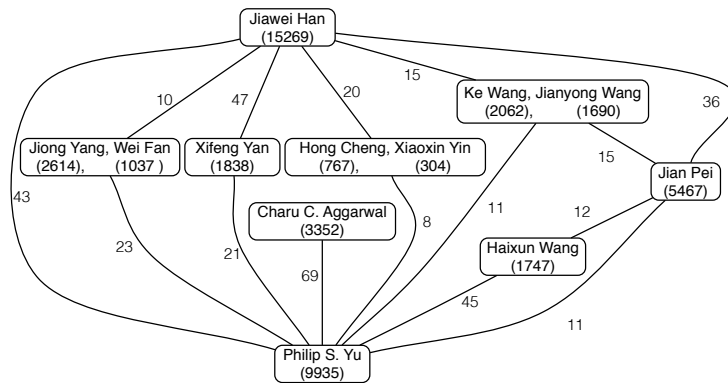 Jiawei Han
(15269)
10
47
20
15
36
Ke Wang, Jianyong Wang
(2062), (1690)
Jiong Yang, Wei Fan
(2614), (1037 )
Xifeng Yan
(1838)
Hong Cheng, Xiaoxin Yin
(767), (304)
15
Jian Pei
(5467)
43
Charu C. Aggarwal
(3352)
8
11
12
23
21
69
Haixun Wang
(1747)
45
11
Philip S. Yu
(9935)